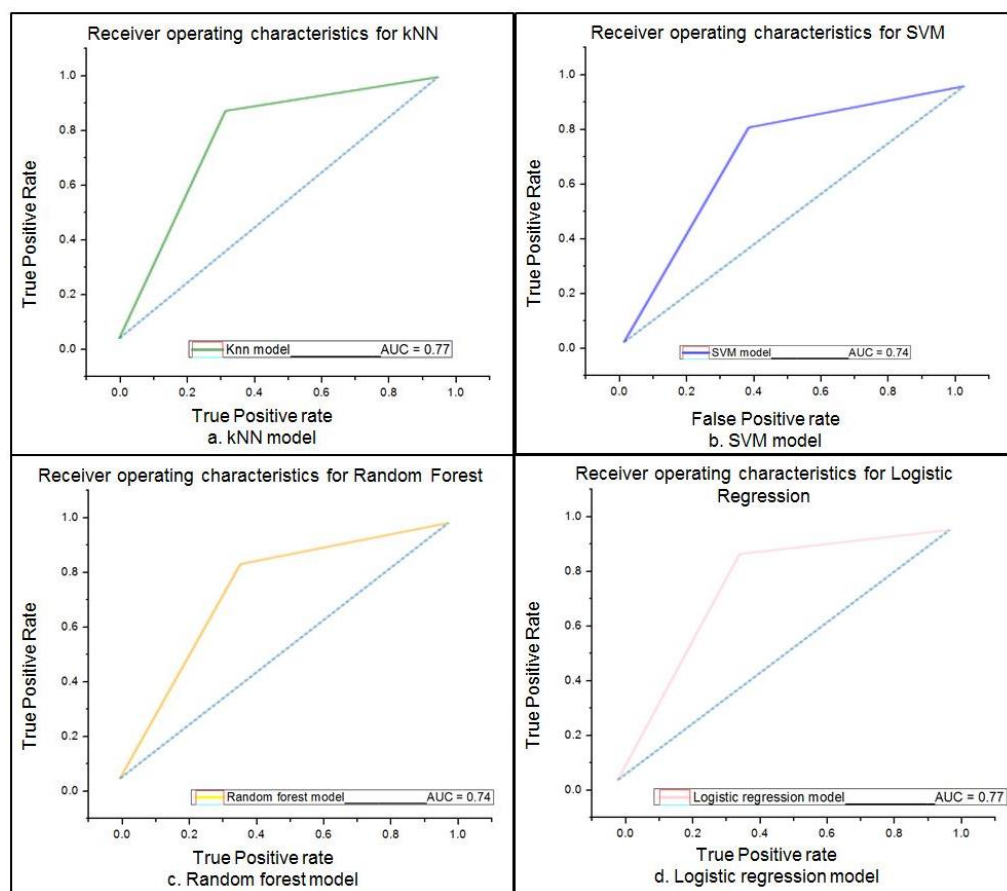 Receiver operating characteristics for kNN
True Positive Rate
1.0
0.8
0.6
0.4
0.2
0.0
Knn model____________AUC = 0.77
0.0 0.2 0.4 0.6 0.8 1.0
True Positive rate
a. kNN model
Receiver operating characteristics for SVM
True Positive Rate
1.0
0.8
0.6
0.4
0.2
0.0
SVM model____________AUC = 0.74
0.0 0.2 0.4 0.6 0.8 1.0
False Positive rate
b. SVM model
Receiver operating characteristics for Random Forest
True Positive Rate
1.0
0.8
0.6
0.4
0.2
0.0
Random forest model____________AUC = 0.74
0.0 0.2 0.4 0.6 0.8 1.0
True Positive rate
c. Random forest model
Receiver operating characteristics for Logistic
Regression
True Positive Rate
1.0
0.8
0.6
0.4
0.2
0.0
Logistic regression model____________AUC = 0.77
0.0 0.2 0.4 0.6 0.8 1.0
True Positive rate
d. Logistic regression model